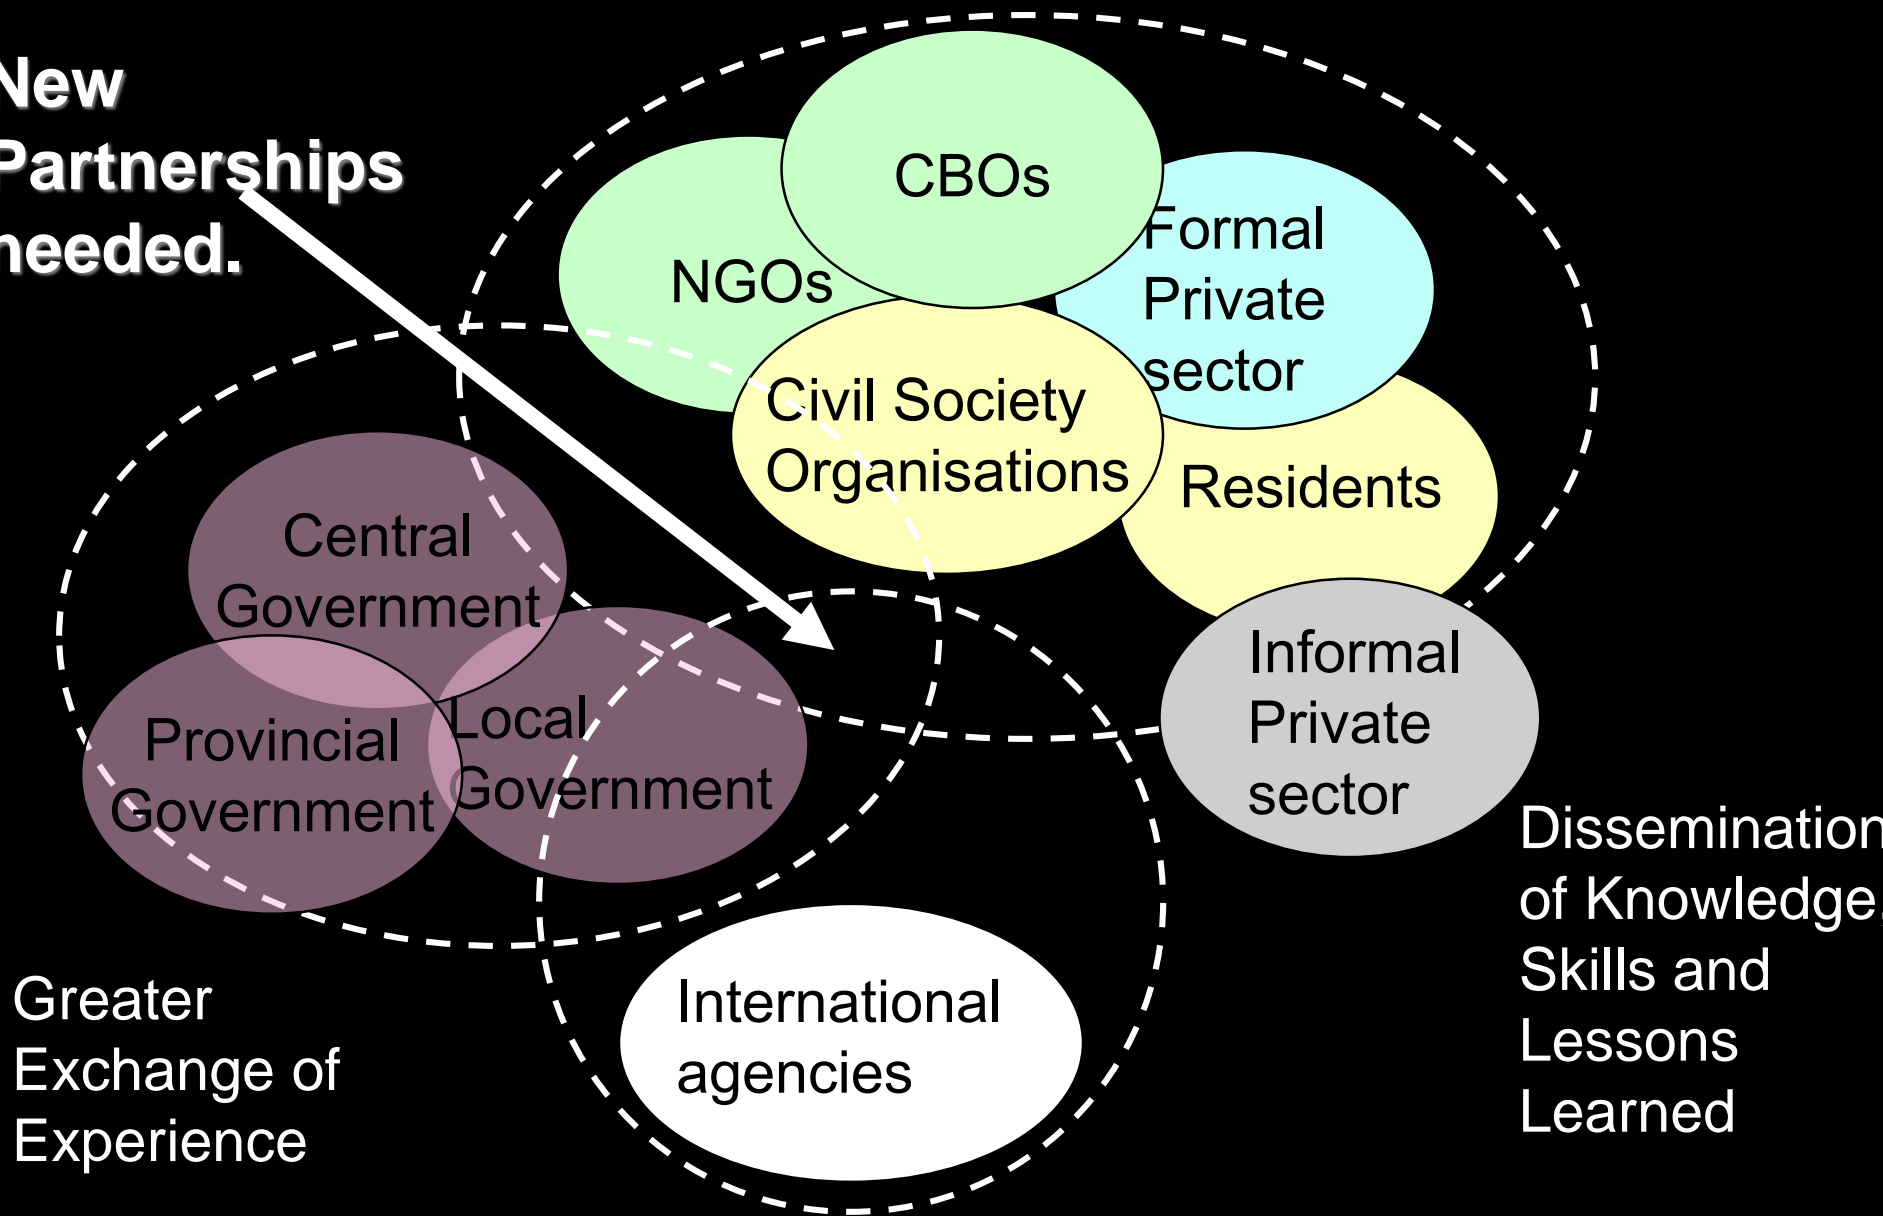 New
Partnerships
needed.
CBOs
NGOs
Formal
Private
sector
Civil Society
Organisations
Residents
Central
Government
Informal
Private
sector
Provincial
Government
Local
Government
International
agencies
Greater
Exchange of
Experience
Dissemination
of Knowledge,
Skills and
Lessons
Learned